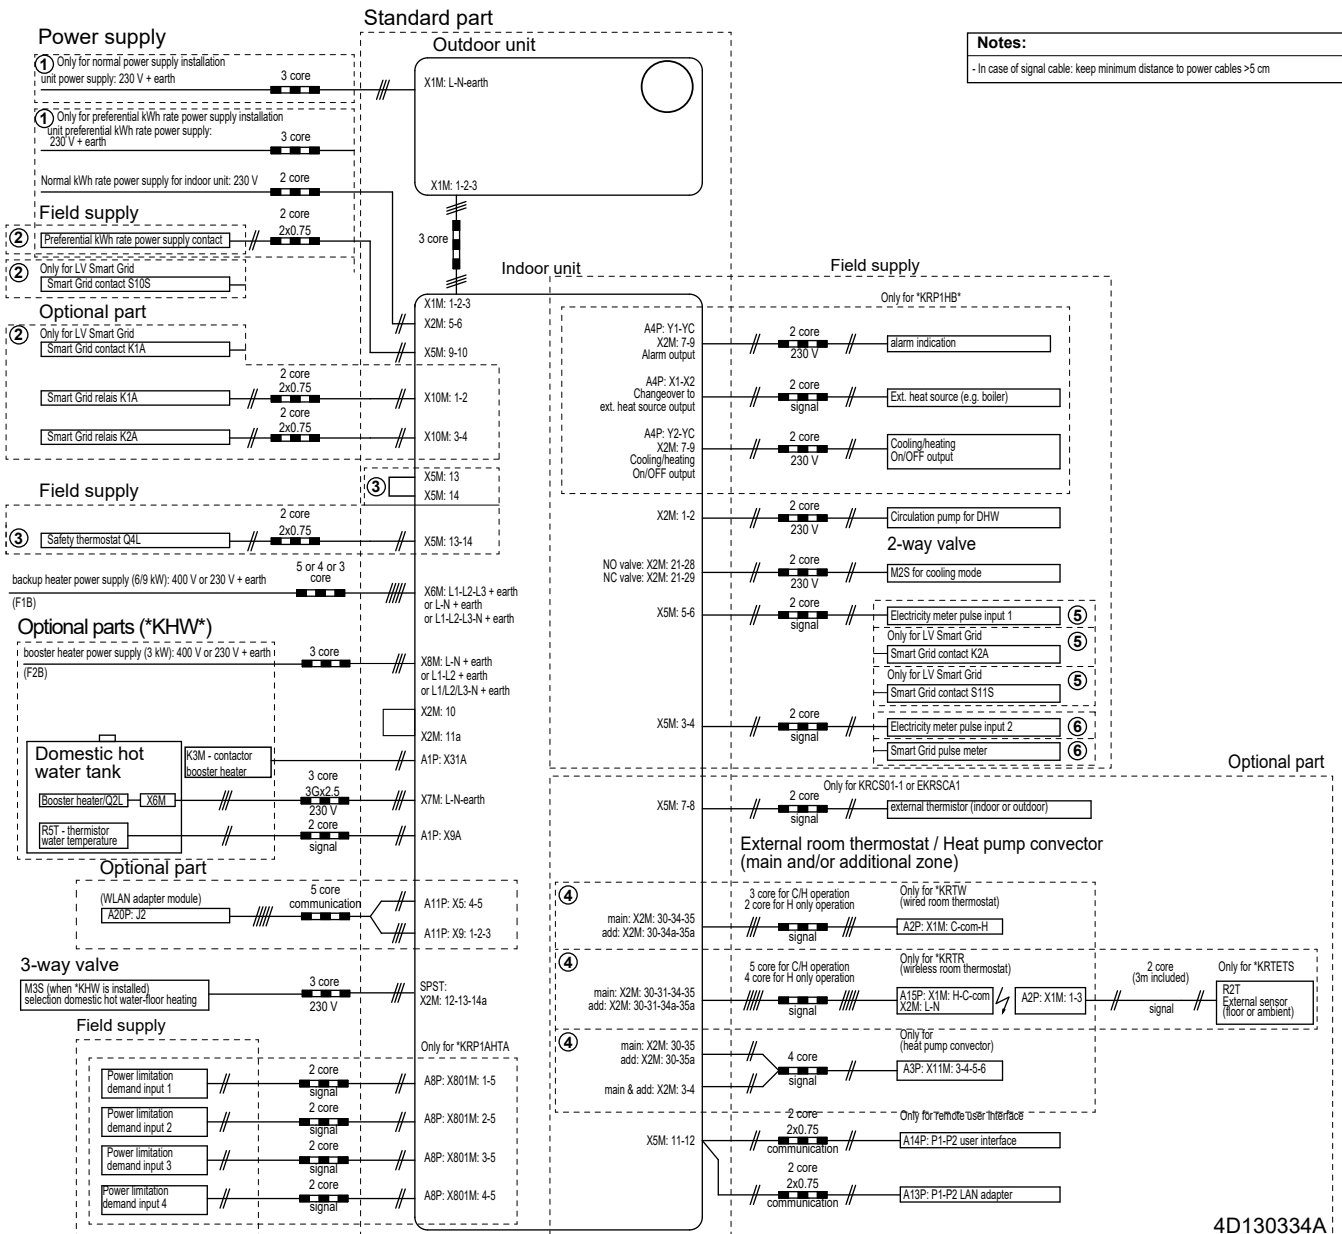 Standard part
Power supply
Outdoor unit
Notes:
- In case of signal cable: keep minimum distance to power cables >5 cm
1 Only for normal power supply installation
unit power supply: 230 V + earth
3 core
X1M: L-N-earth
1 Only for preferential kWh rate power supply installation
unit preferential kWh rate power supply:
230 V + earth
3 core
Normal kWh rate power supply for indoor unit: 230 V
2 core
X1M: 1-2-3
Field supply
2 core
2x0.75
2 Preferential kWh rate power supply contact
3 core
2 Only for LV Smart Grid
Smart Grid contact S10S
Indoor unit
X1M: 1-2-3
X2M: 5-6
X5M: 9-10
Optional part
2 Only for LV Smart Grid
Smart Grid contact K1A
2 core
2x0.75
Smart Grid relais K1A
X10M: 1-2
2 core
2x0.75
Smart Grid relais K2A
X10M: 3-4
3
X5M: 13
X5M: 14
Field supply
2 core
2x0.75
3 Safety thermostat Q4L
X5M: 13-14
backup heater power supply (6/9 kW): 400 V or 230 V + earth
(F1B)
5 or 4 or 3
core
X6M: L1-L2-L3 + earth
or L-N + earth
or L1-L2-L3-N + earth
Optional parts (*KHW*)
booster heater power supply (3 kW): 400 V or 230 V + earth
(F2B)
3 core
X8M: L-N + earth
or L1-L2 + earth
or L1/L2/L3-N + earth
X2M: 10
X2M: 11a
Domestic hot
water tank
K3M - contactor
booster heater
A1P: X31A
Booster heater/Q2L
X6M
3 core
3Gx2.5
230 V
X7M: L-N-earth
R5T - thermistor
water temperature
2 core
signal
A1P: X9A
Optional part
(WLAN adapter module)
A20P: J2
5 core
communication
A11P: X5: 4-5
A11P: X9: 1-2-3
3-way valve
M3S (when *KHW is installed)
selection domestic hot water-floor heating
3 core
230 V
SPST:
X2M: 12-13-14a
Field supply
Only for *KRP1AHTA
Power limitation
demand input 1
2 core
signal
A8P: X801M: 1-5
Power limitation
demand input 2
2 core
signal
A8P: X801M: 2-5
Power limitation
demand input 3
2 core
signal
A8P: X801M: 3-5
Power limitation
demand input 4
2 core
signal
A8P: X801M: 4-5
Field supply
Only for *KRP1HB*
A4P: Y1-YC
X2M: 7-9
Alarm output
2 core
230 V
alarm indication
A4P: X1-X2
Changeover to
ext. heat source output
2 core
signal
Ext. heat source (e.g. boiler)
A4P: Y2-YC
X2M: 7-9
Cooling/heating
On/OFF output
2 core
230 V
Cooling/heating
On/OFF output
X2M: 1-2
2 core
230 V
Circulation pump for DHW
2-way valve
NO valve: X2M: 21-28
NC valve: X2M: 21-29
2 core
230 V
M2S for cooling mode
X5M: 5-6
2 core
signal
Electricity meter pulse input 1 5
Only for LV Smart Grid
Smart Grid contact K2A 5
Only for LV Smart Grid
Smart Grid contact S11S 5
X5M: 3-4
2 core
signal
Electricity meter pulse input 2 6
Smart Grid pulse meter 6
Optional part
Only for KRCS01-1 or EKRSCA1
X5M: 7-8
2 core
signal
external thermistor (indoor or outdoor)
External room thermostat / Heat pump convector
(main and/or additional zone)
4
main: X2M: 30-34-35
add: X2M: 30-34a-35a
3 core for C/H operation
2 core for H only operation
signal
Only for *KRTW
(wired room thermostat)
A2P: X1M: C-com-H
4
main: X2M: 30-31-34-35
add: X2M: 30-31-34a-35a
5 core for C/H operation
4 core for H only operation
signal
Only for *KRTR
(wireless room thermostat)
A15P: X1M: H-C-com
X2M: L-N
A2P: X1M: 1-3
2 core
(3m included)
signal
Only for *KRTETS
R2T
External sensor
(floor or ambient)
4
main: X2M: 30-35
add: X2M: 30-35a
main & add: X2M: 3-4
4 core
signal
Only for
(heat pump convector)
A3P: X11M: 3-4-5-6
X5M: 11-12
2 core
2x0.75
communication
Only for remote user interface
A14P: P1-P2 user interface
2 core
2x0.75
communication
A13P: P1-P2 LAN adapter
4D130334A